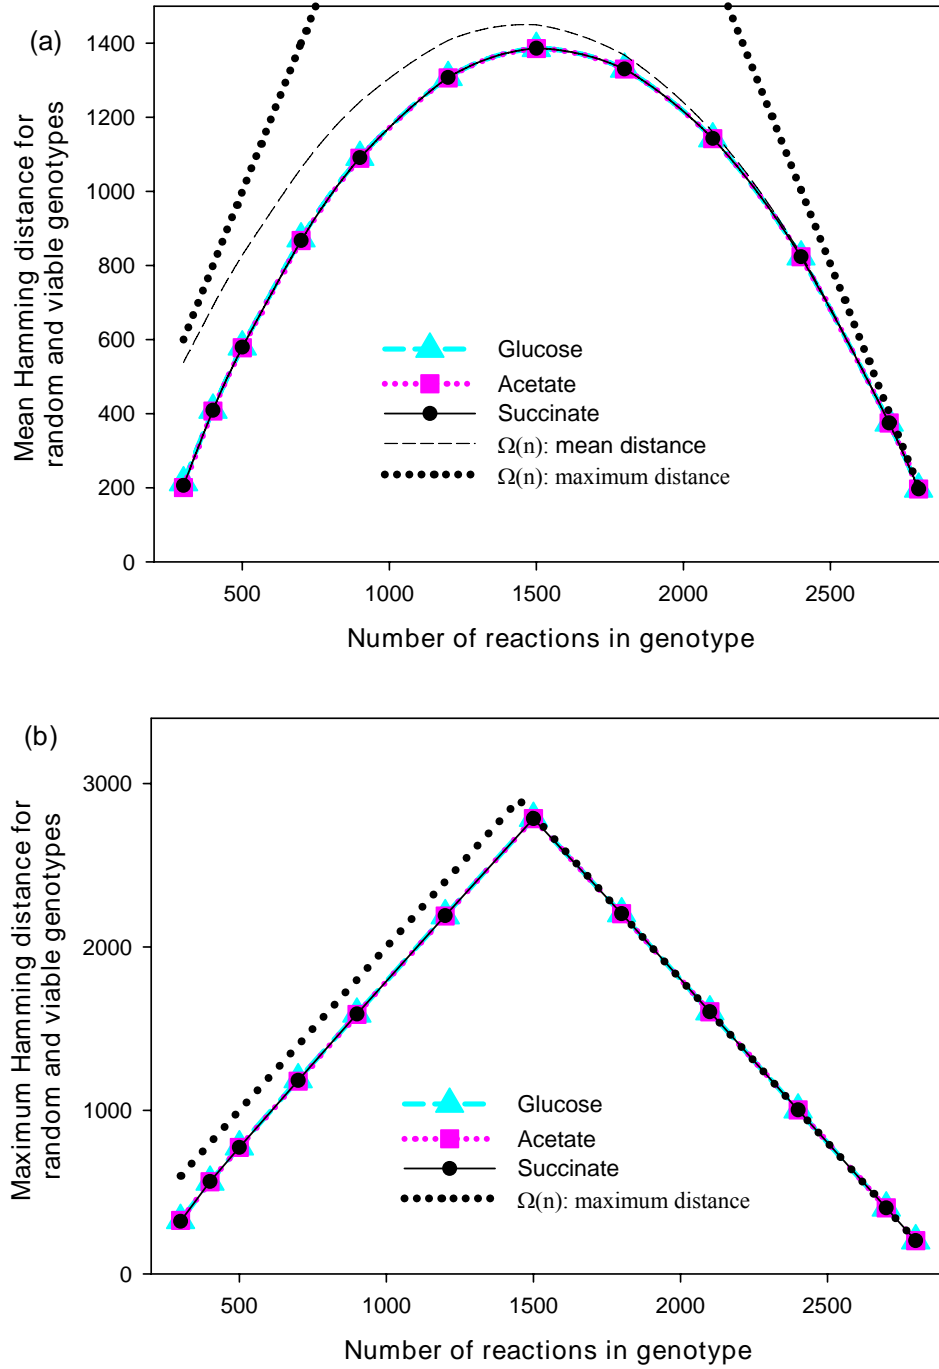 (a)
Mean Hamming distance for
random and viable genotypes
1400
1200
1000
800
600
400
200
0
Glucose
Acetate
Succinate
Ω(n): mean distance
Ω(n): maximum distance
500 1000 1500 2000 2500
Number of reactions in genotype
(b)
Maximum Hamming distance for
random and viable genotypes
3000
2000
1000
0
Glucose
Acetate
Succinate
Ω(n): maximum distance
500 1000 1500 2000 2500
Number of reactions in genotype